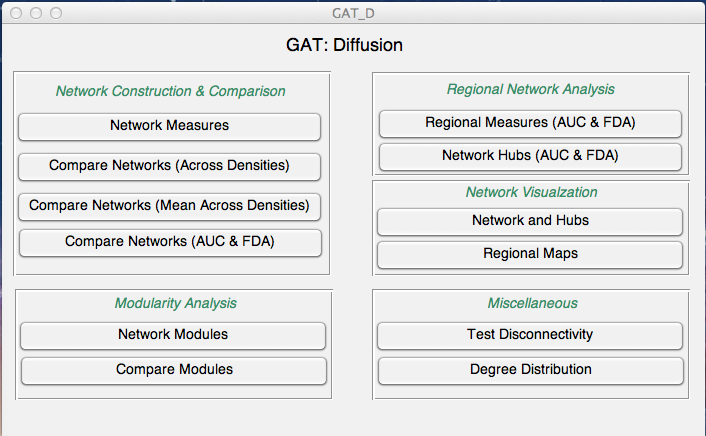 GAT_D
GAT: Diffusion
Network Construction & Comparison
Network Measures
Compare Networks (Across Densities)
Compare Networks (Mean Across Densities)
Compare Networks (AUC & FDA)
Regional Network Analysis
Regional Measures (AUC & FDA)
Network Hubs (AUC & FDA)
Network Visualzation
Network and Hubs
Regional Maps
Modularity Analysis
Network Modules
Compare Modules
Miscellaneous
Test Disconnectivity
Degree Distribution